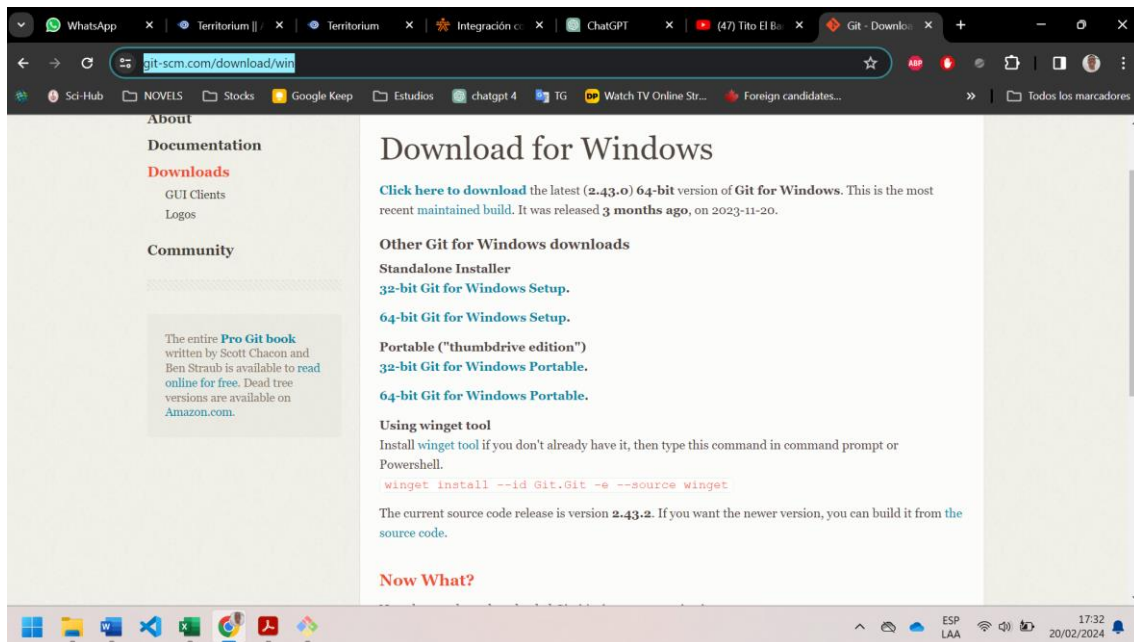 WhatsApp
Territorium ||
Territorium
Integración co
ChatGPT
(47) Tito El Ba
Git - Downloa
git-scm.com/download/win
ABP
Sci-Hub
NOVELS
Stocks
Google Keep
Estudios
chatgpt 4
TG
DP Watch TV Online Str...
Foreign candidates...
»
Todos los marcadores
About
Documentation
Downloads
GUI Clients
Logos
Community
The entire Pro Git book
written by Scott Chacon and
Ben Straub is available to read
online for free. Dead tree
versions are available on
Amazon.com.
Download for Windows
Click here to download the latest (2.43.0) 64-bit version of Git for Windows. This is the most
recent maintained build. It was released 3 months ago, on 2023-11-20.
Other Git for Windows downloads
Standalone Installer
32-bit Git for Windows Setup.
64-bit Git for Windows Setup.
Portable ("thumbdrive edition")
32-bit Git for Windows Portable.
64-bit Git for Windows Portable.
Using winget tool
Install winget tool if you don't already have it, then type this command in command prompt or
Powershell.
winget install --id Git.Git -e --source winget
The current source code release is version 2.43.2. If you want the newer version, you can build it from the
source code.
Now What?
ESP
LAA
17:32
20/02/2024